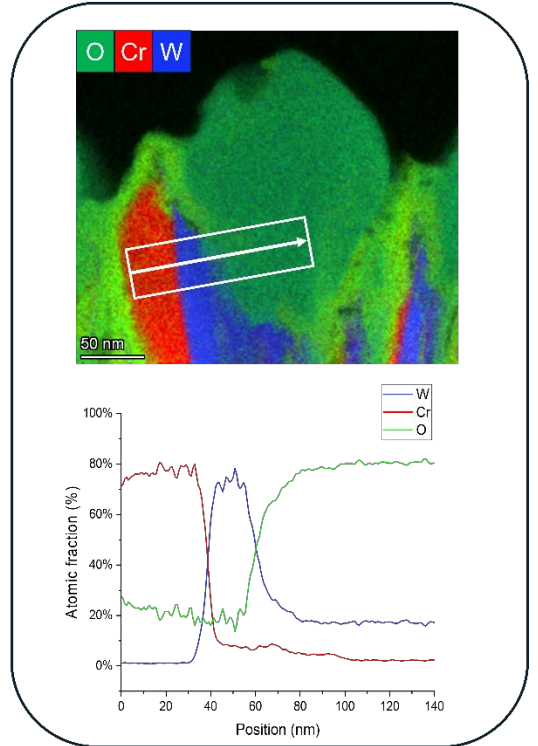 O Cr W
50 nm
W
Cr
O
100%
80%
60%
40%
20%
0%
Atomic fraction (%)
0 20 40 60 80 100 120 140
Position (nm)